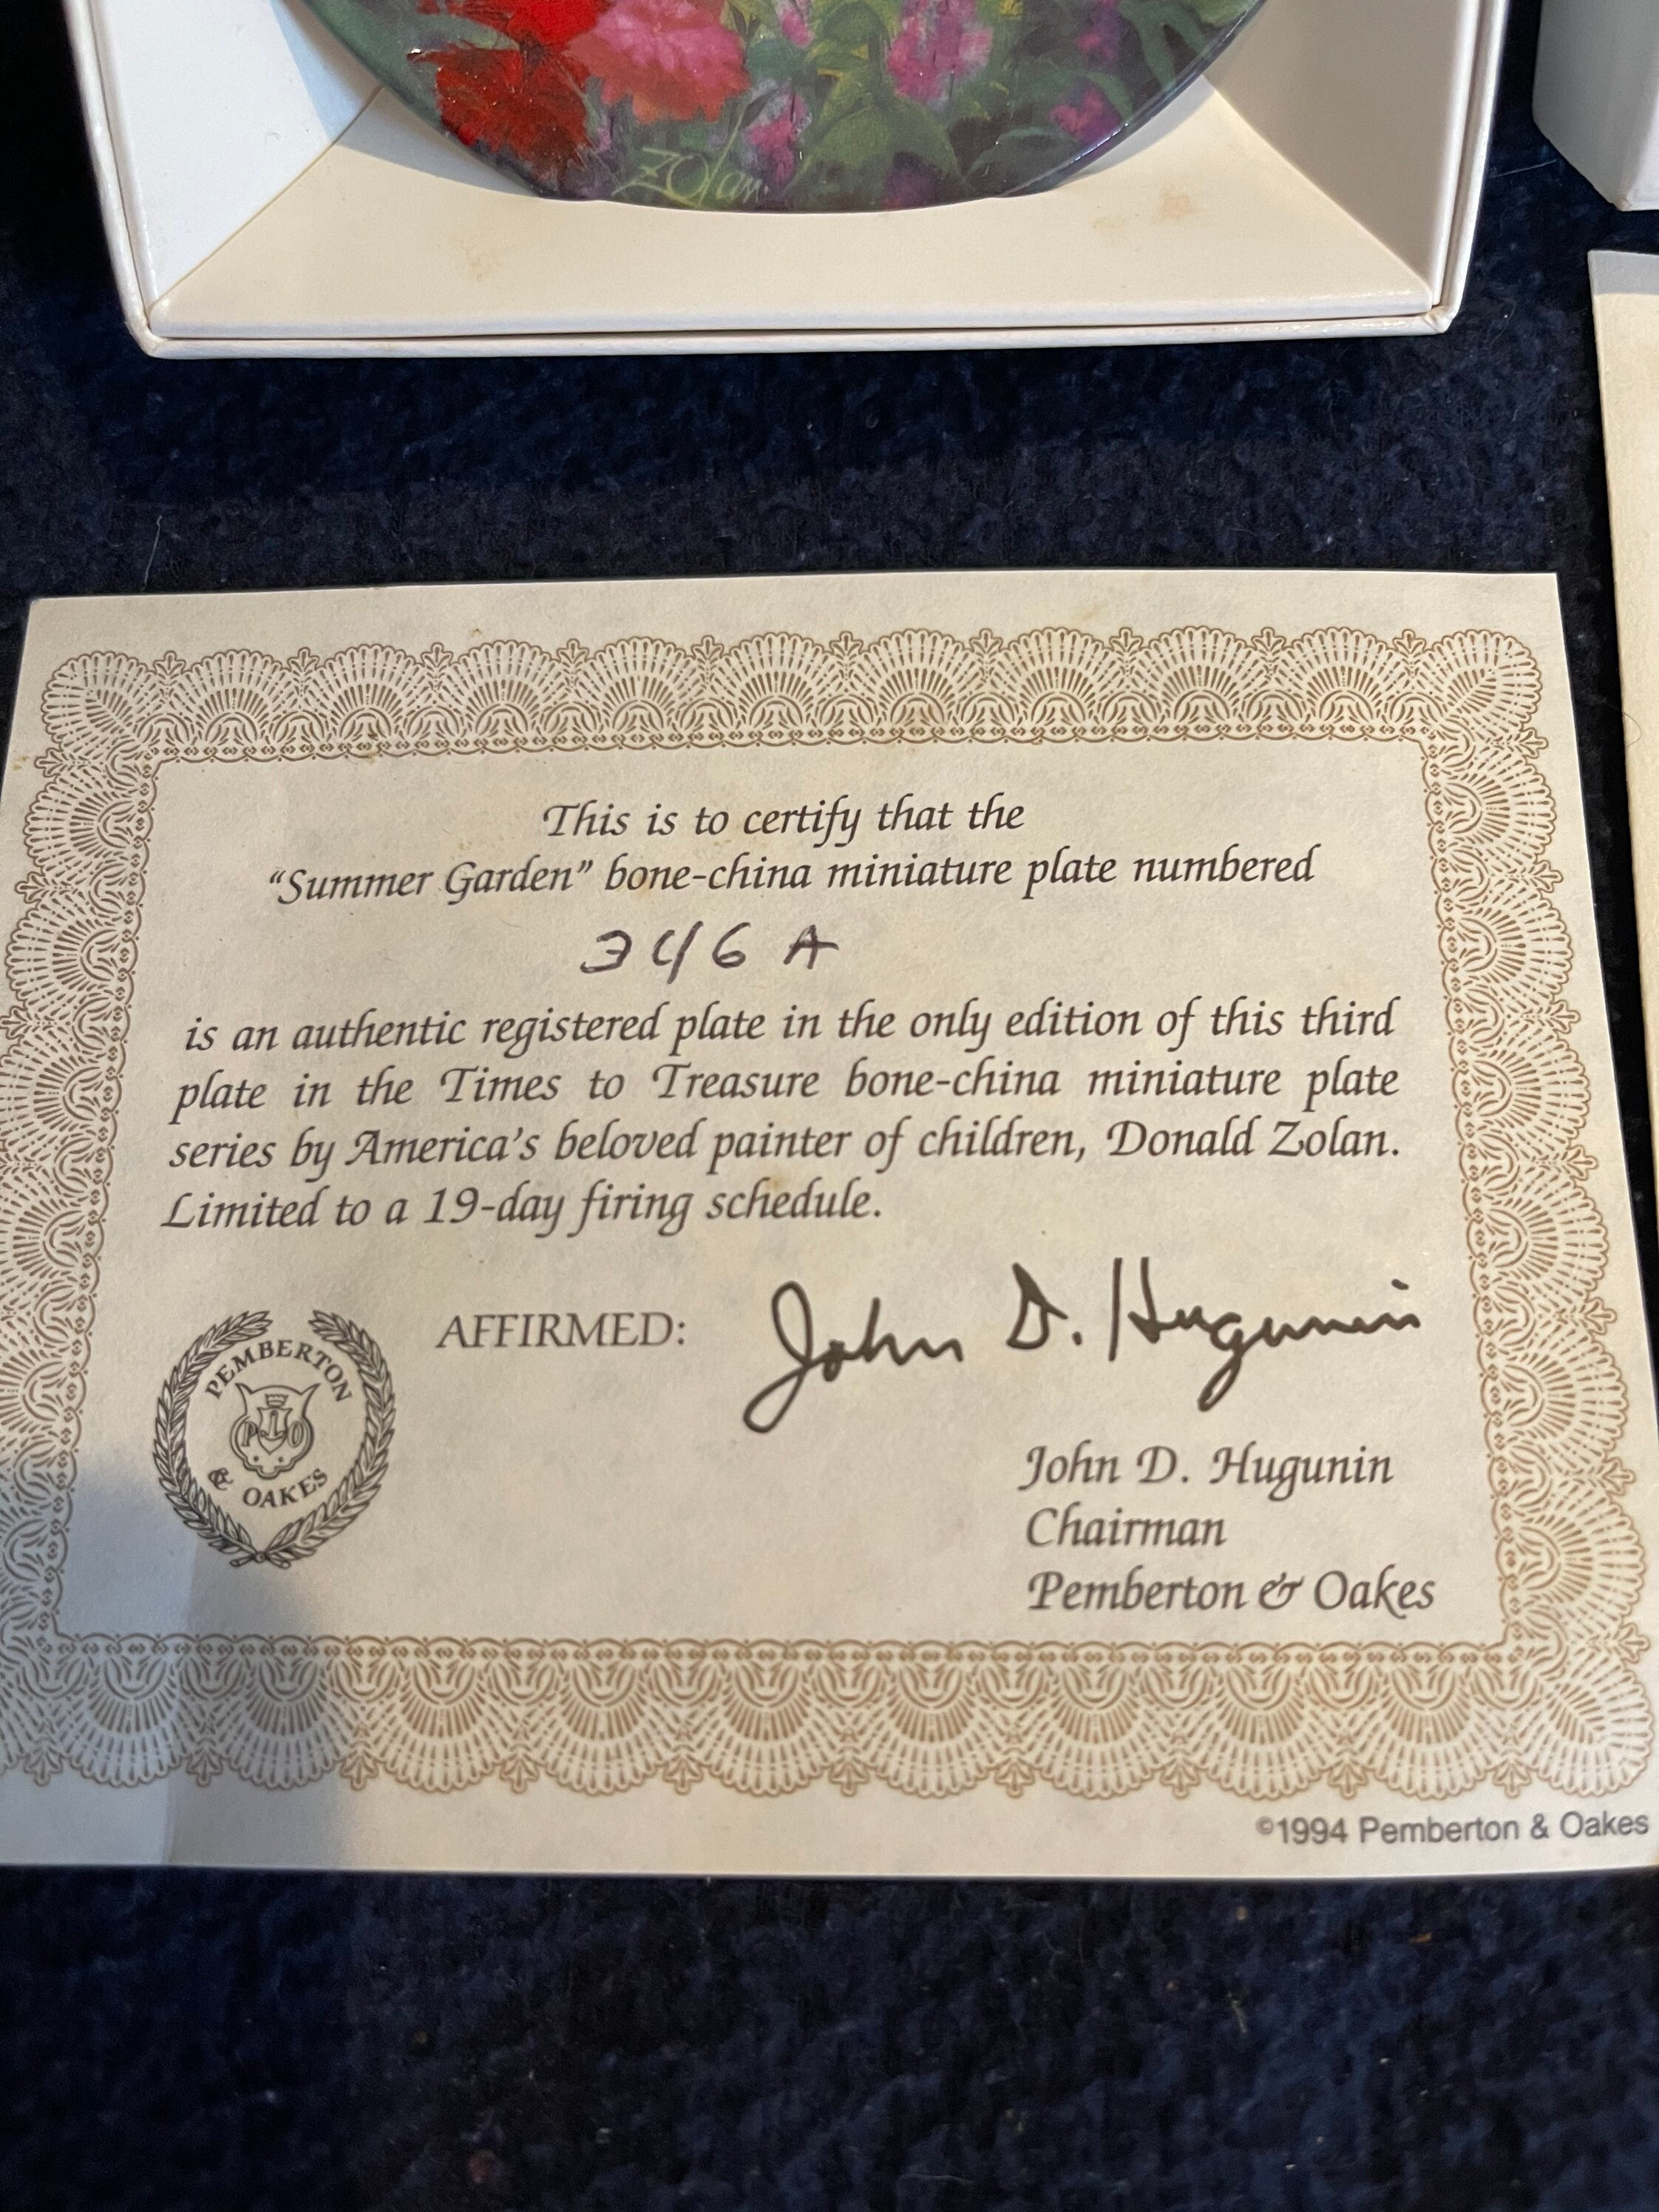 Zolan
This is to certify that the
“Summer Garden” bone-china miniature plate numbered
346 A
is an authentic registered plate in the only edition of this third
plate in the Times to Treasure bone-china miniature plate
series by America's beloved painter of children, Donald Zolan.
Limited to a 19-day firing schedule.
AFFIRMED: John D. Hugunin
PEMBERTON
P&O
& OAKES
John D. Hugunin
Chairman
Pemberton & Oakes
©1994 Pemberton & Oakes